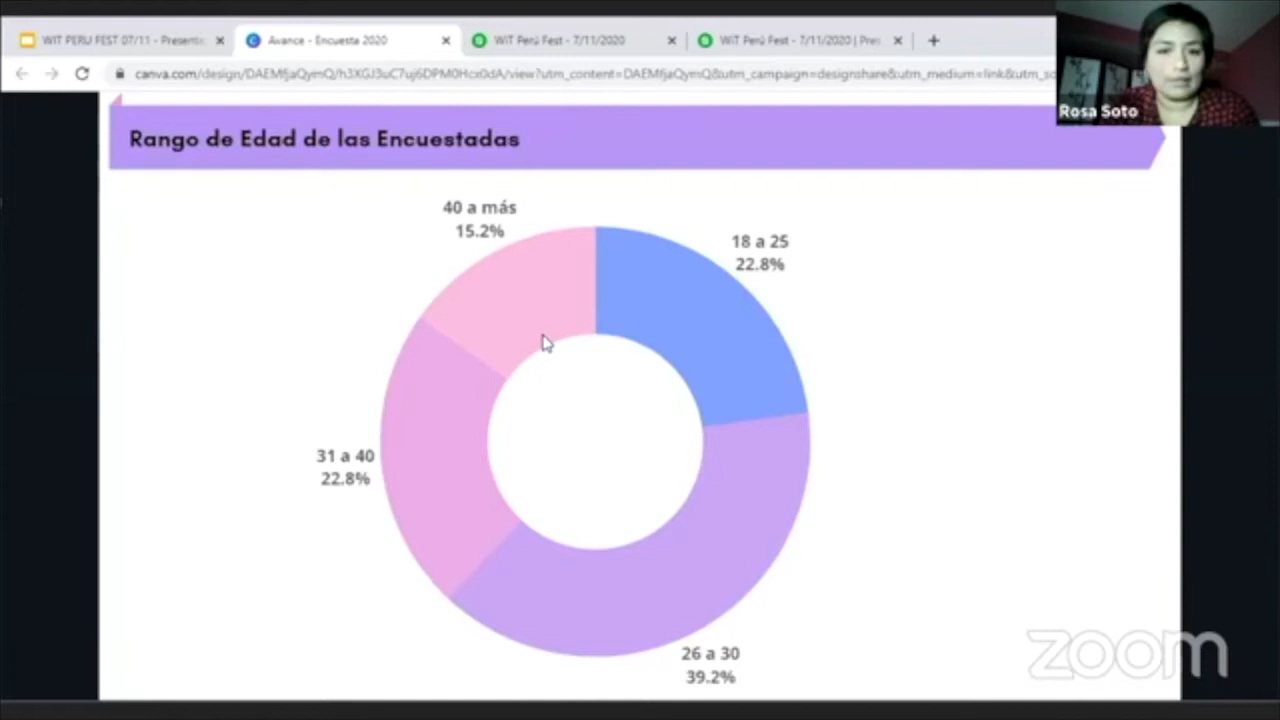 WIT PERU FEST 07/11 - Presenta
Avance - Encuesta 2020
WiT Perú Fest - 7/11/2020
WiT Perú Fest - 7/11/2020 | Pres
Rosa Soto
Rango de Edad de las Encuestadas
40 a más
15.2%
18 a 25
22.8%
31 a 40
22.8%
26 a 30
39.2%
zoom